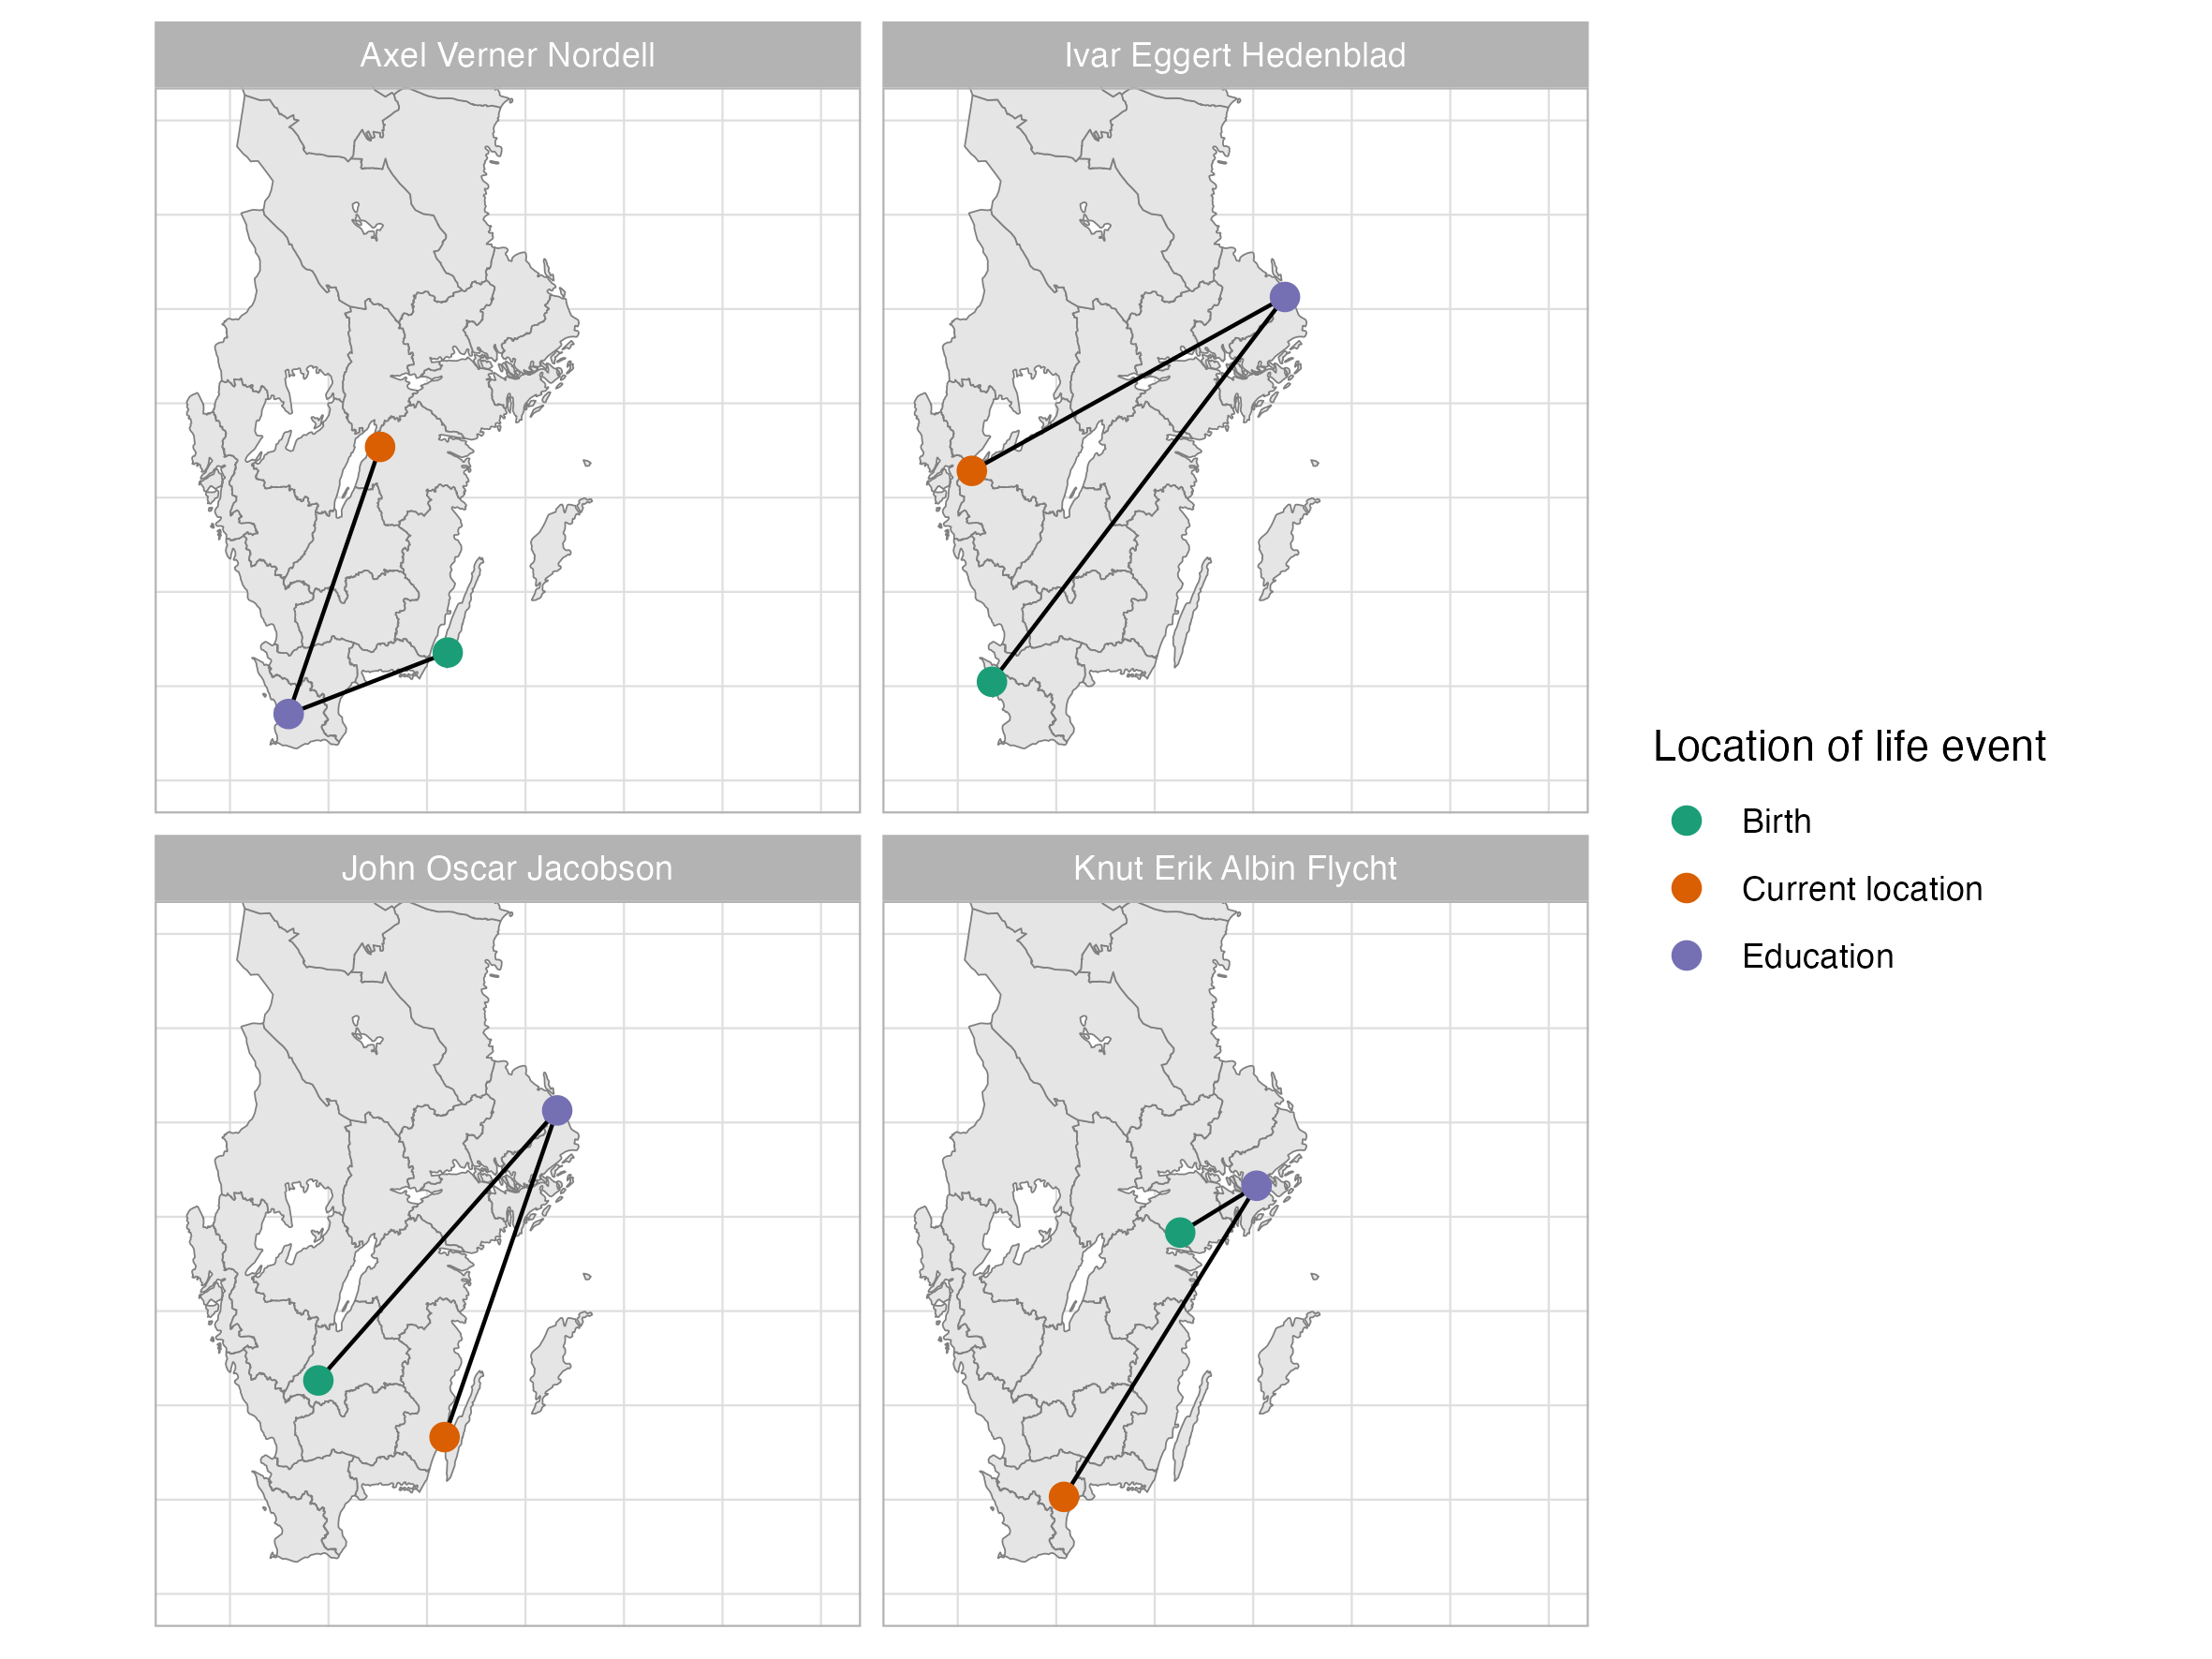 Axel Verner Nordell
Ivar Eggert Hedenblad
John Oscar Jacobson
Knut Erik Albin Flycht
Location of life event
Birth
Current location
Education